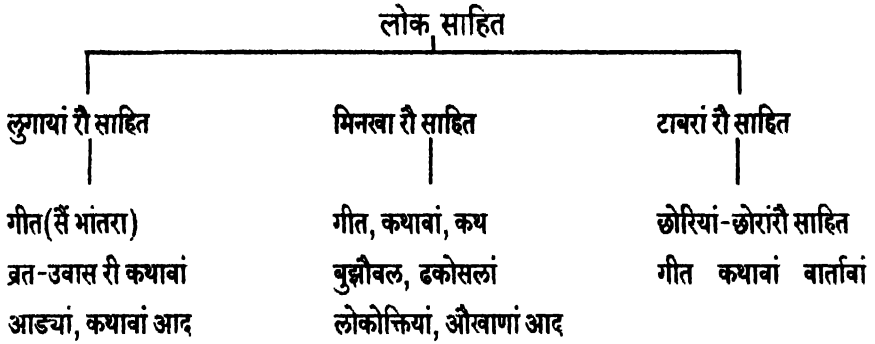 लोक साहित
लुगायां रौ साहित
मिनखा रौ साहित
टाबरां रौ साहित
गीत(सैं भांतरा)
व्रत-उवास री कथावां
आड्यां, कथावां आद
गीत, कथावां, कथ
बुझौवल, ढकोसलां
लोकोक्तियां, औखाणां आद
छोरियां-छोरांरौ साहित
गीत कथावां वार्तावां